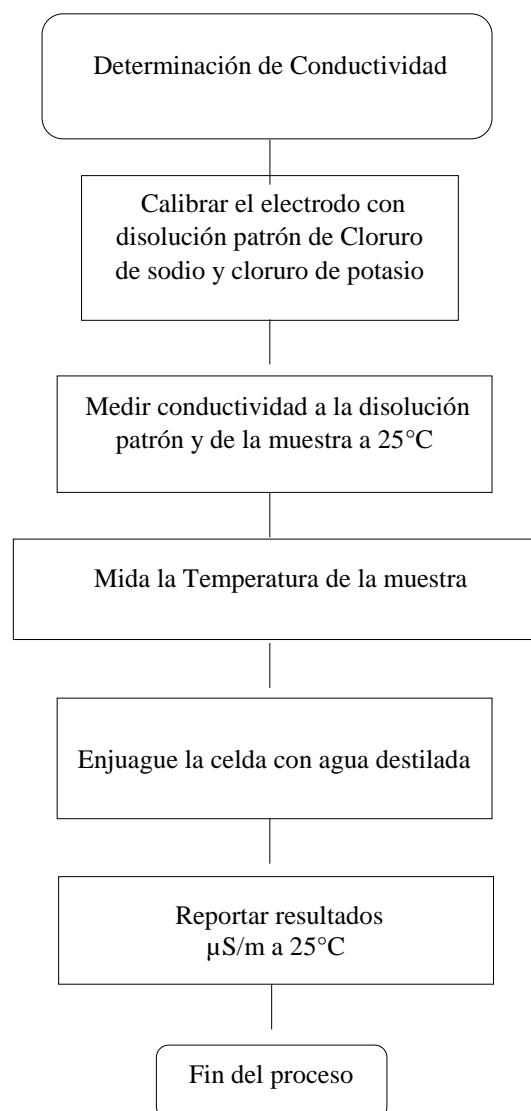 Determinación de Conductividad
Calibrar el electrodo con
disolución patrón de Cloruro
de sodio y cloruro de potasio
Medir conductividad a la disolución
patrón y de la muestra a 25°C
Mida la Temperatura de la muestra
Enjuague la celda con agua destilada
Reportar resultados
µS/m a 25°C
Fin del proceso